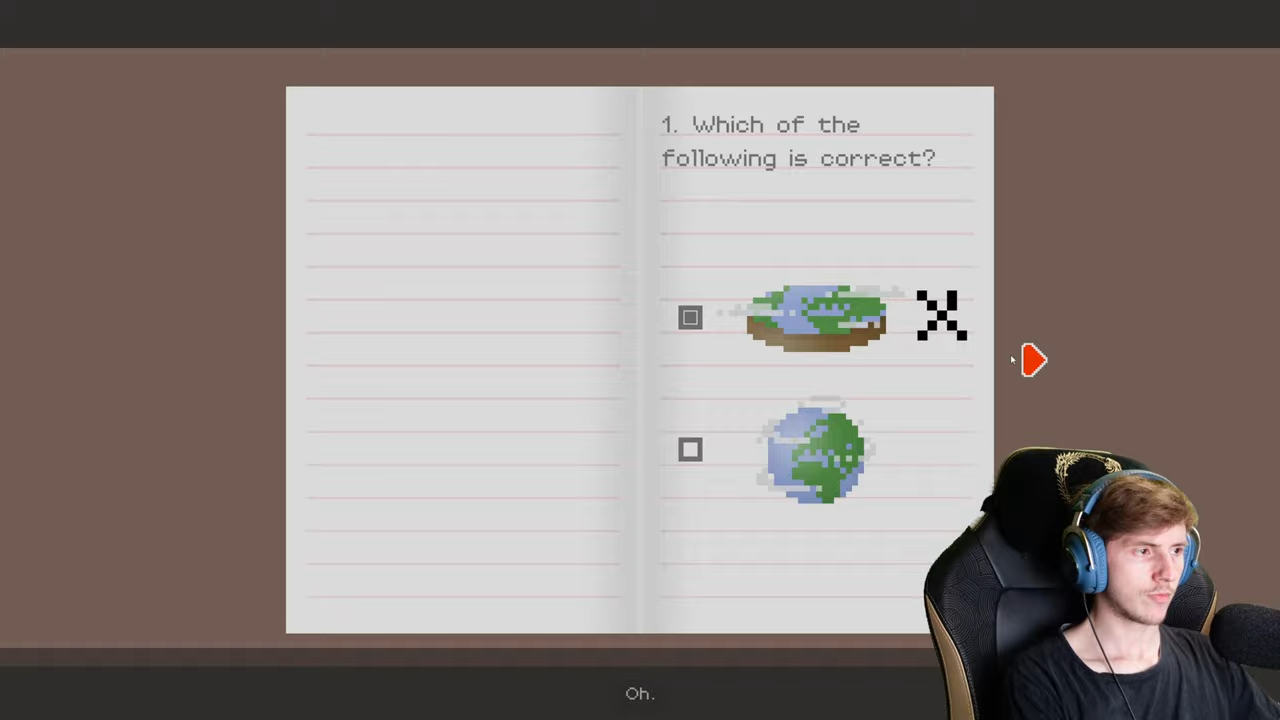 1. Which of the
following is correct?
Oh.